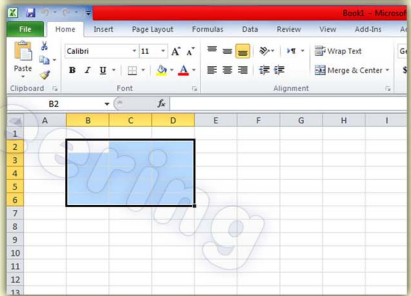 Book1 - Microsof
File Home Insert Page Layout Formulas Data Review View Add-Ins
Paste
Calibri 11 A A
Wrap Text
B I U
Merge & Center $
Clipboard Font Alignment
B2 fx
A B C D E F G H I
1
2
3
4
5
6
7
8
9
10
11
12
13
ering